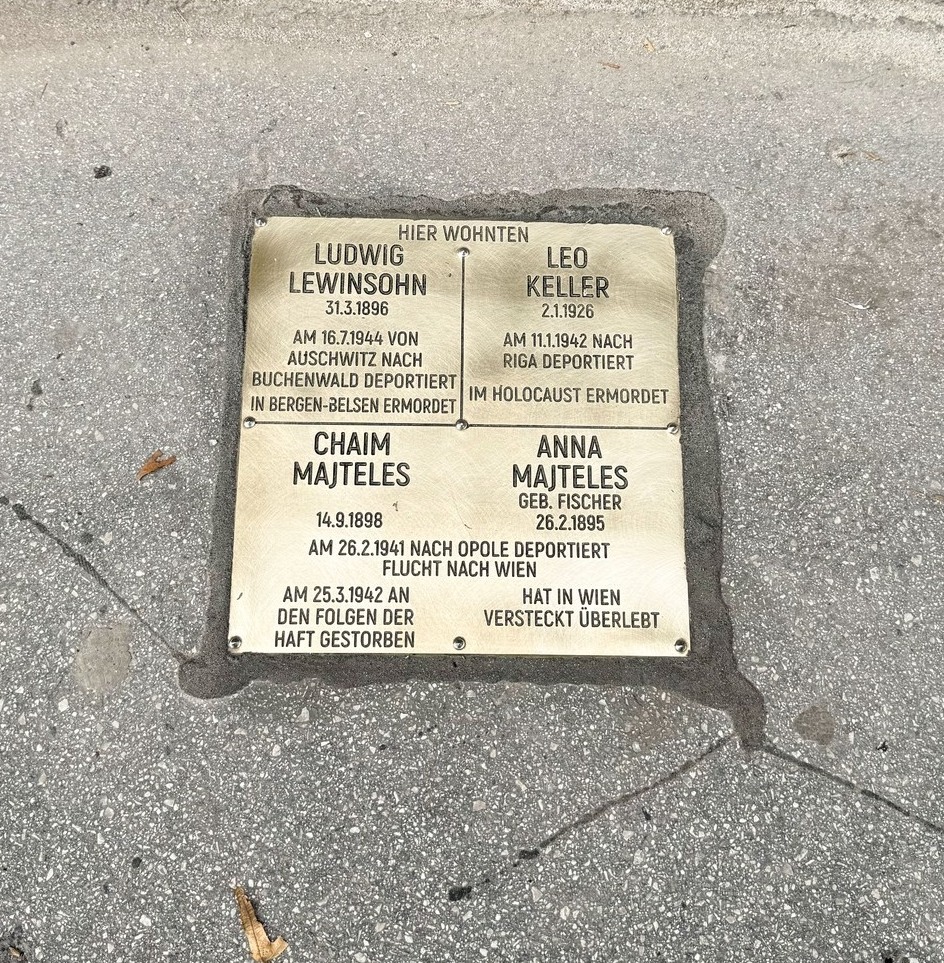 HIER WOHNTEN
LUDWIG
LEWINSOHN
31.3.1896
AM 16.7.1944 VON
AUSCHWITZ NACH
BUCHENWALD DEPORTIERT
IN BERGEN-BELSEN ERMORDET
LEO
KELLER
2.1.1926
AM 11.1.1942 NACH
RIGA DEPORTIERT
IM HOLOCAUST ERMORDET
CHAIM
MAJTELES
14.9.1898
ANNA
MAJTELES
GEB. FISCHER
26.2.1895
AM 26.2.1941 NACH OPOLE DEPORTIERT
FLUCHT NACH WIEN
AM 25.3.1942 AN
DEN FOLGEN DER
HAFT GESTORBEN
HAT IN WIEN
VERSTECKT ÜBERLEBT